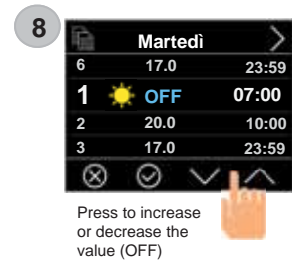 8
Martedì
6 17.0 23:59
1 OFF 07:00
2 20.0 10:00
3 17.0 23:59
Press to increase
or decrease the
value (OFF)